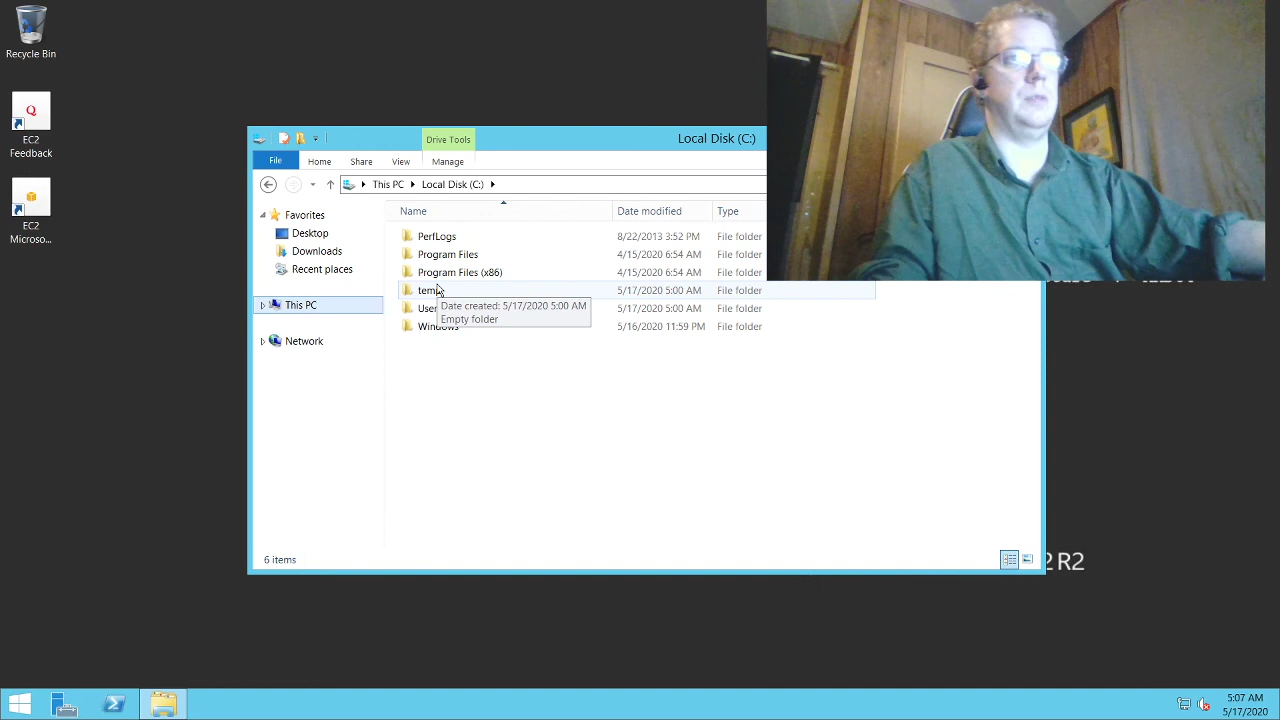 Recycle Bin
Q
EC2
Feedback
EC2
Microso...
Drive Tools
Local Disk (C:)
File
Home
Share
View
Manage
This PC
Local Disk (C:)
Name
Date modified
Type
Favorites
Desktop
Downloads
Recent places
This PC
Network
PerfLogs 8/22/2013 3:52 PM File folder
Program Files 4/15/2020 6:54 AM File folder
Program Files (x86) 4/15/2020 6:54 AM File folder
tem 5/17/2020 5:00 AM File folder
Use 5/17/2020 5:00 AM File folder
Windows 5/16/2020 11:59 PM File folder
Date created: 5/17/2020 5:00 AM
Empty folder
6 items
2 R2
5:07 AM
5/17/2020